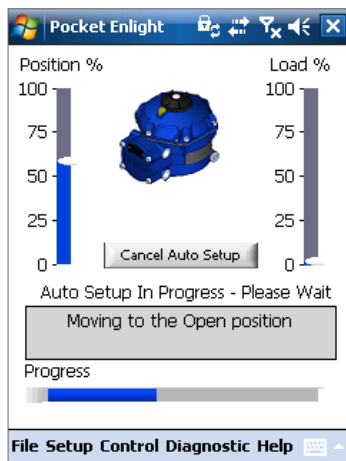 Pocket Enlight
Position % Load %
100 100
75 75
50 50
25 25
0 0
Cancel Auto Setup
Auto Setup In Progress - Please Wait
Moving to the Open position
Progress
File Setup Control Diagnostic Help